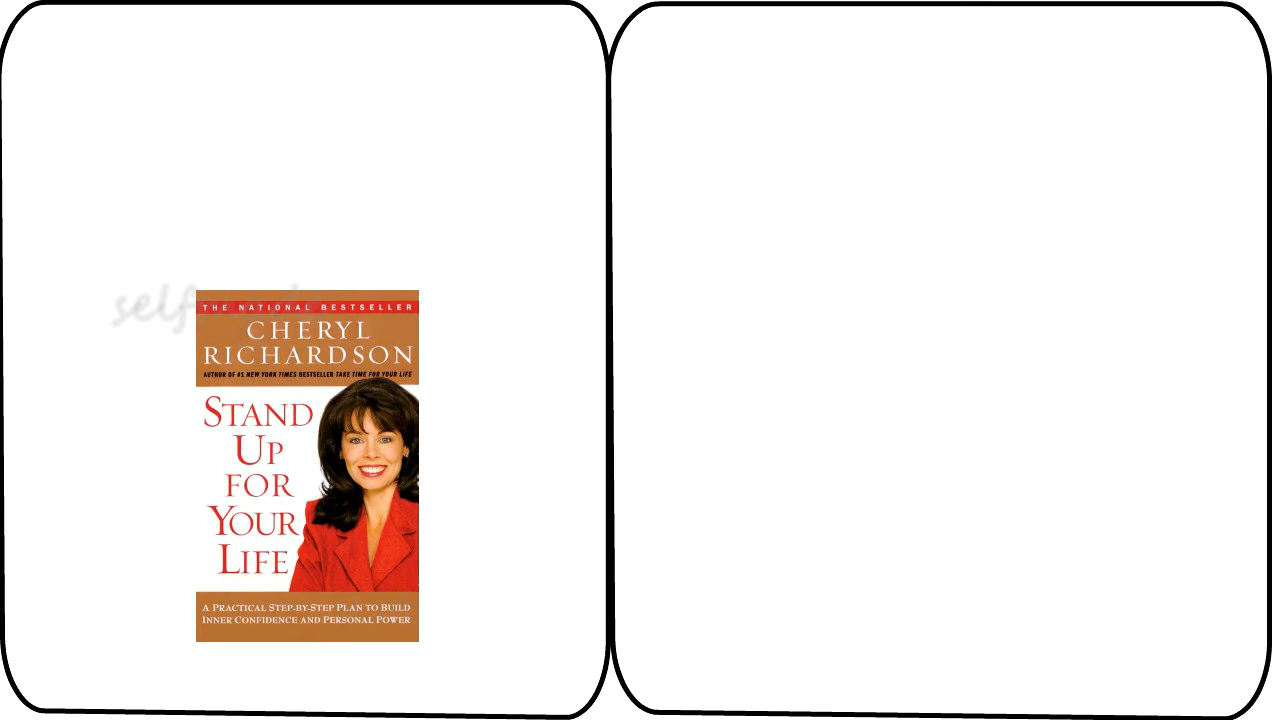 self
THE NATIONAL BESTSELLER
CHERYL
RICHARDSON
AUTHOR OF #1 NEW YORK TIMES BESTSELLER TAKE TIME FOR YOUR LIFE
STAND
UP
FOR
YOUR
LIFE
A PRACTICAL STEP-BY-STEP PLAN TO BUILD
INNER CONFIDENCE AND PERSONAL POWER